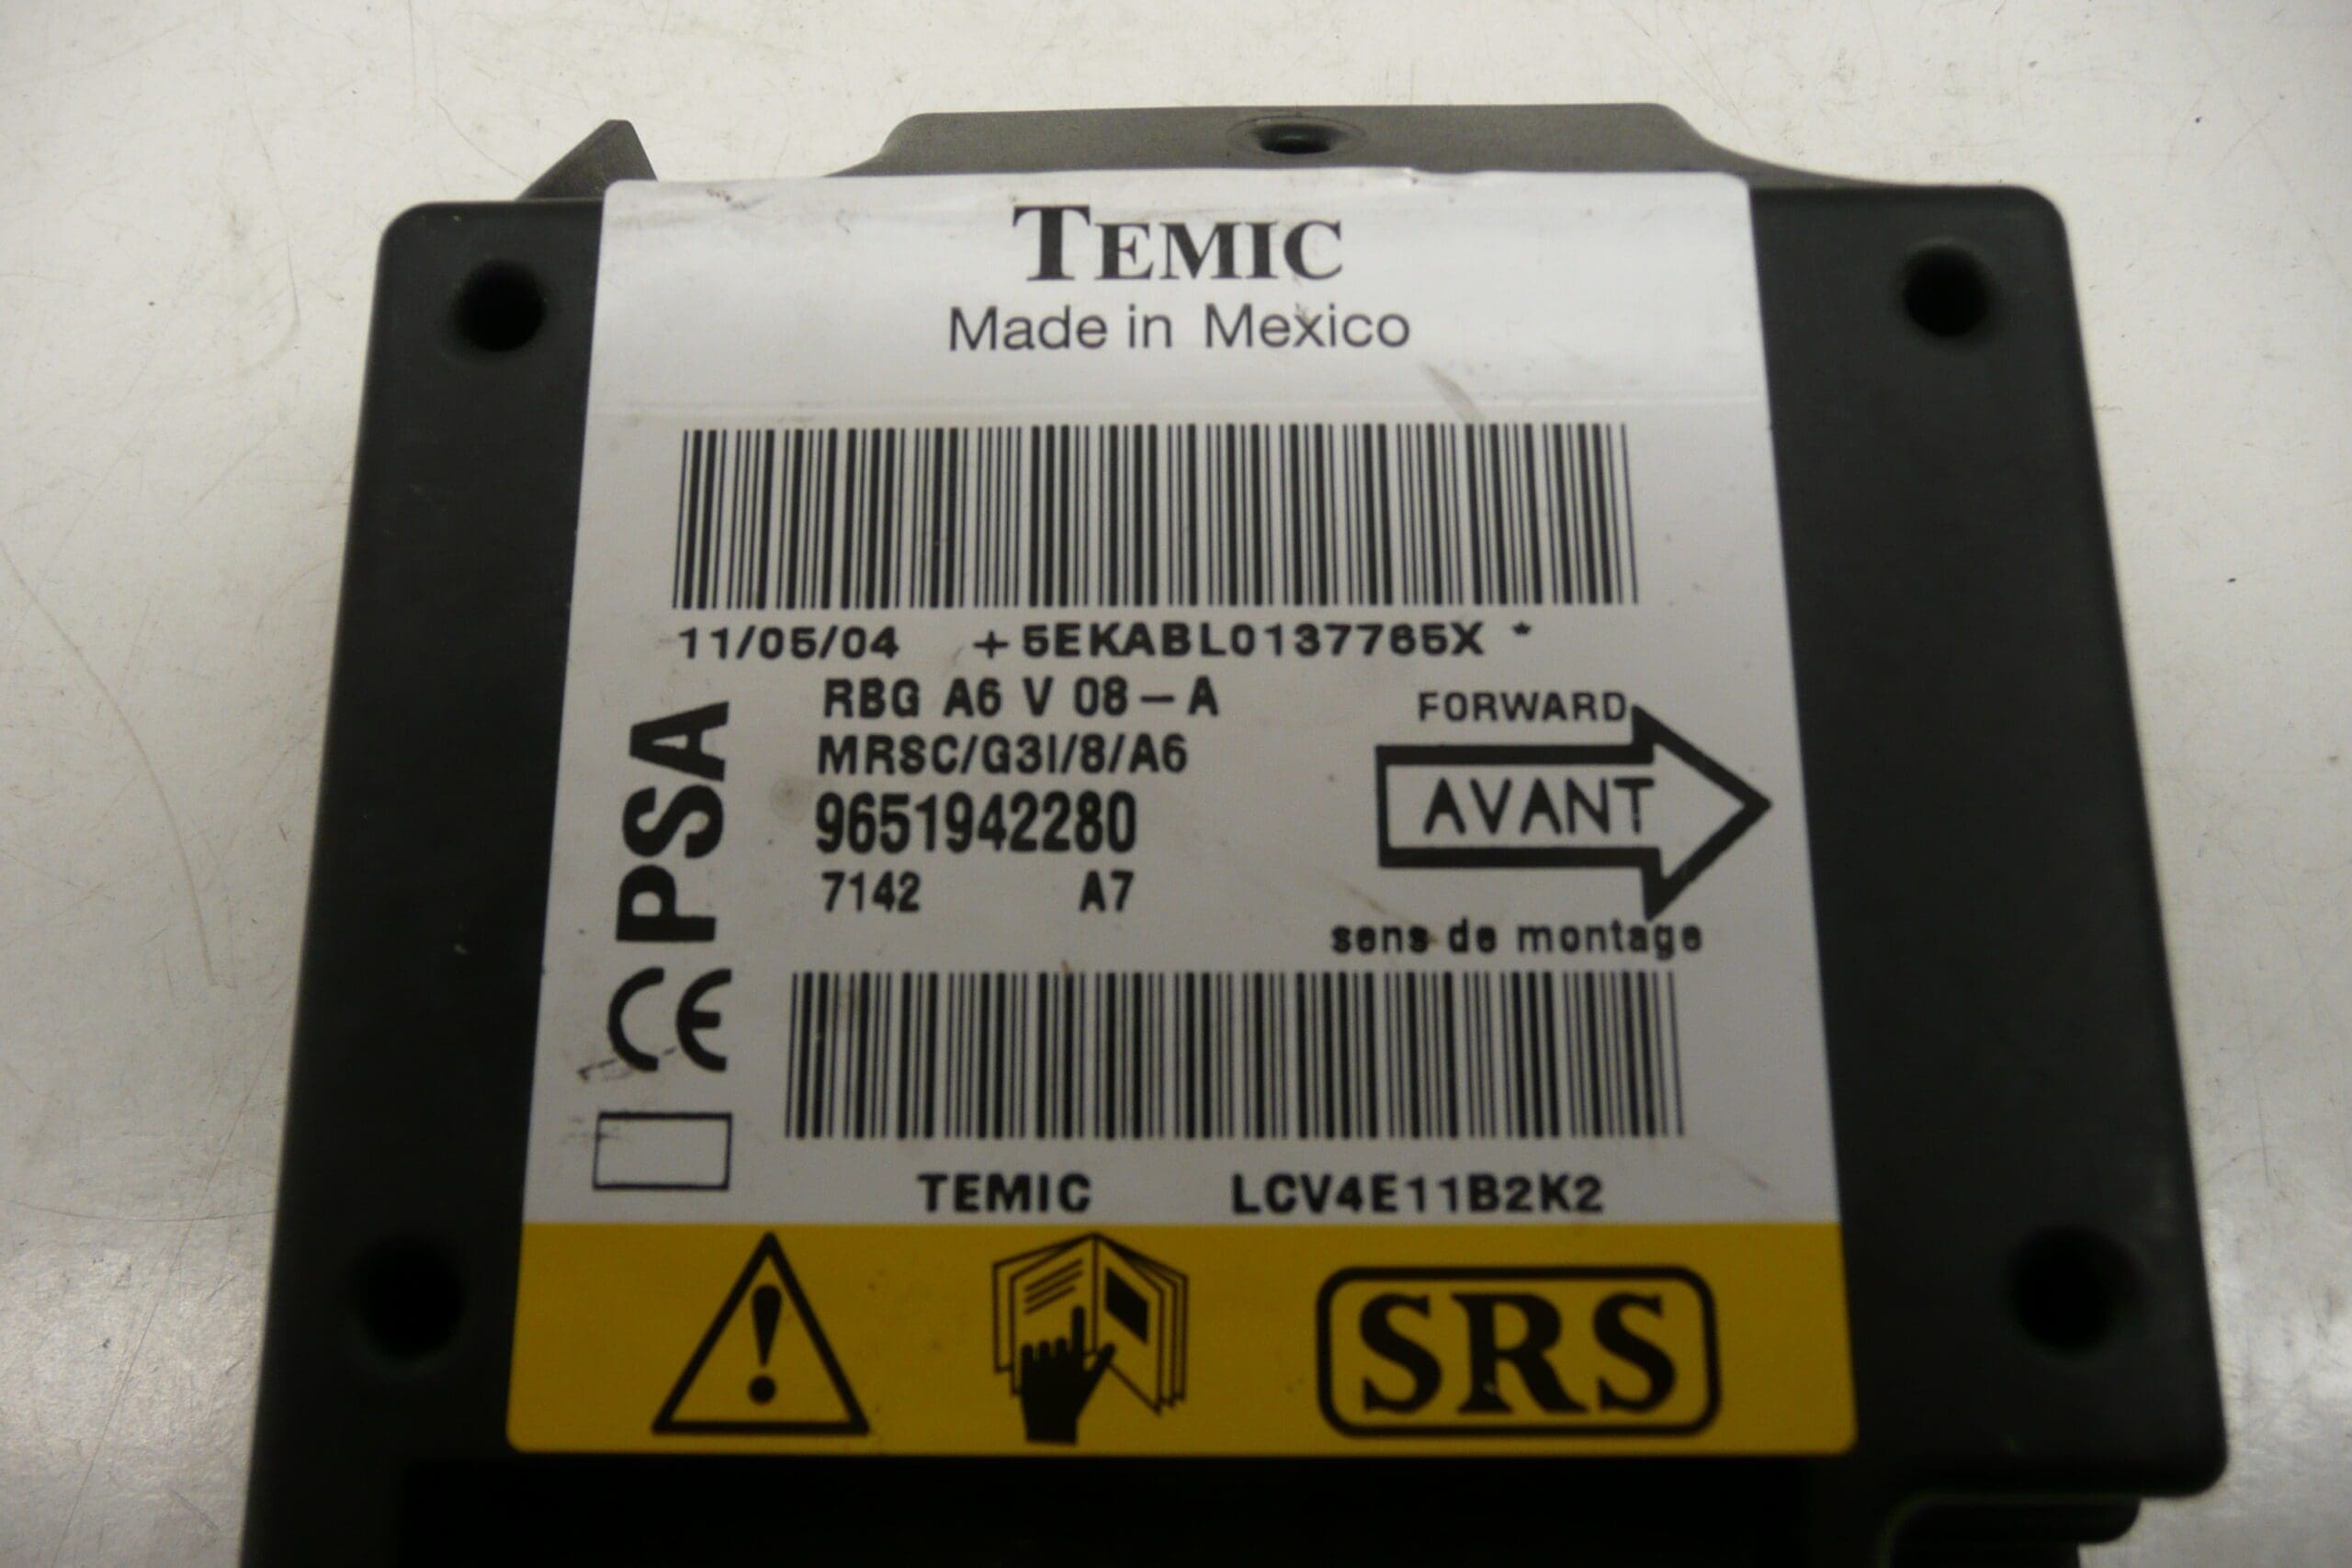 TEMIC
Made in Mexico
11/05/04 +5EKABL0137765X *
RBG A6 V 08-A
MRSC/G3I/8/A6
9651942280
7142 A7
PSA
CE
FORWARD
AVANT
sens de montage
TEMIC LCV4E11B2K2
SRS